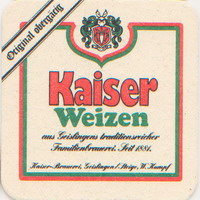 Original obergärig
Kaiser
Weizen
aus Geislingens traditionsreicher
Familienbrauerei. Seit 1881.
Kaiser-Brauerei, Geislingen/Steige, W. Kumpf